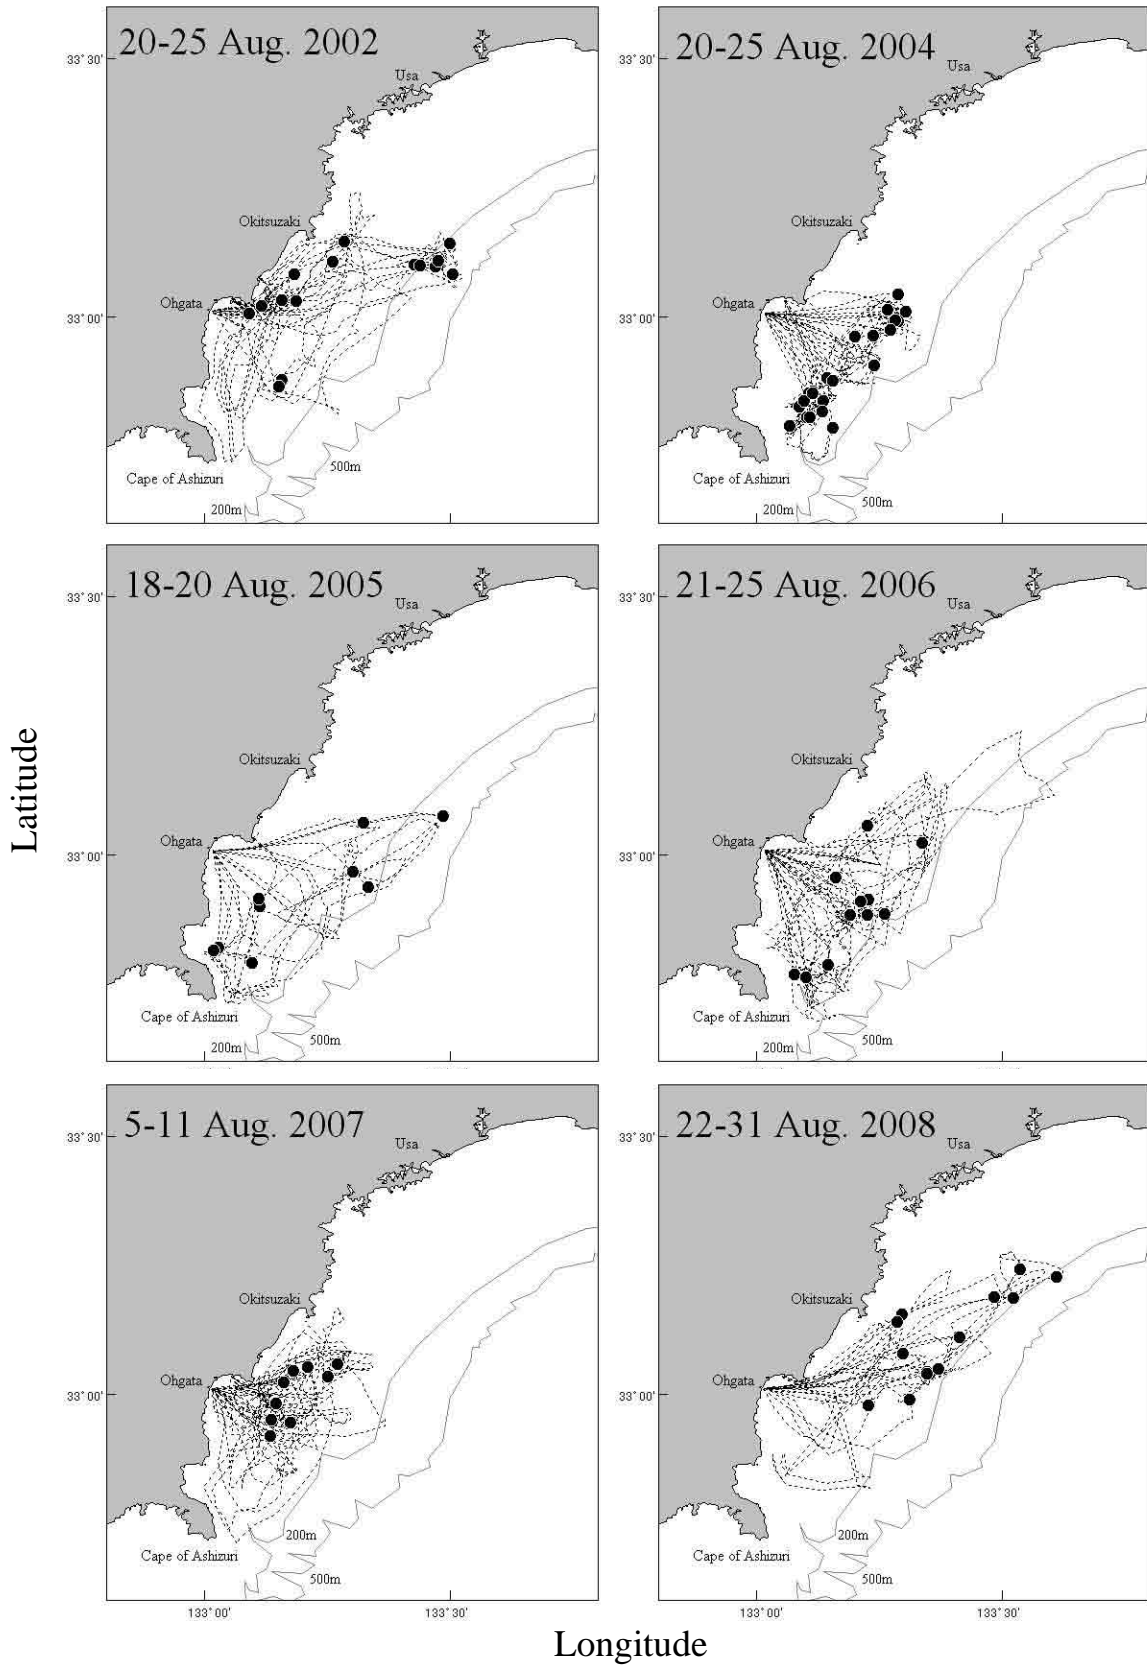 20-25 Aug. 2002
33° 30'
Usa
Okitsuzaki
Ohgata
33° 00'
500m
Cape of Ashizuri
200m
20-25 Aug. 2004
33° 30'
Usa
Okitsuzaki
Ohgata
33° 00'
Cape of Ashizuri
500m
200m
18-20 Aug. 2005
33° 30'
Usa
Okitsuzaki
Ohgata
33° 00'
Cape of Ashizuri
500m
200m
21-25 Aug. 2006
33° 30'
Usa
Okitsuzaki
Ohgata
33° 00'
Cape of Ashizuri
500m
200m
Latitude
5-11 Aug. 2007
33° 30'
Usa
Okitsuzaki
Ohgata
33° 00'
200m
Cape of Ashizuri
500m
133° 00'
133° 30'
22-31 Aug. 2008
33° 30'
Usa
Okitsuzaki
Ohgata
33° 00'
200m
Cape of Ashizuri
500m
133° 00'
133° 30'
Longitude